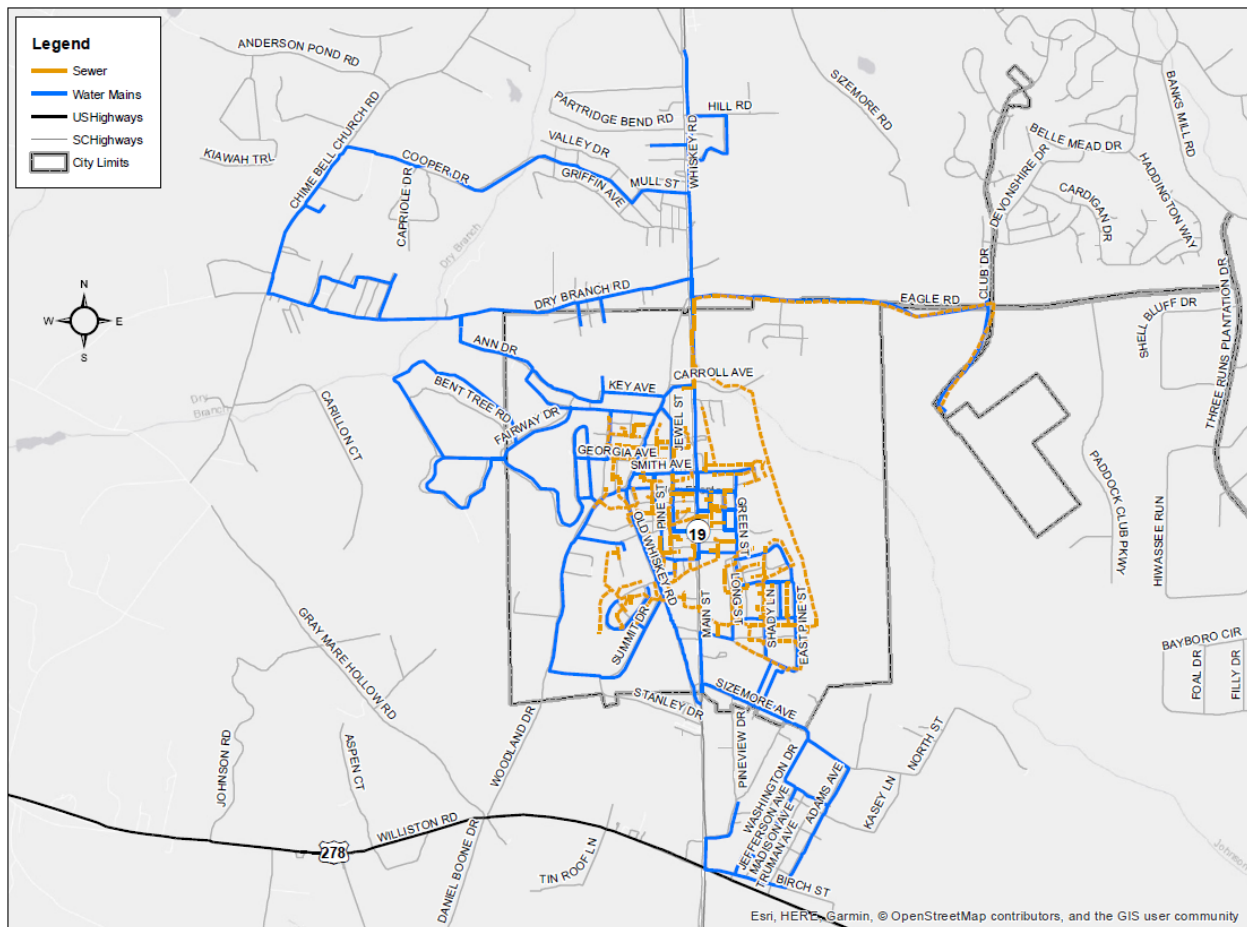 Legend
Sewer
Water Mains
USHighways
SCHighways
City Limits
ANDERSON POND RD
SIZEMORE RD
BANKS MILL RD
PARTRIDGE BEND RD
HILL RD
CHIME BELL CHURCH RD
WHISKEY RD
KIAWAH TRL
COOPER DR
VALLEY DR
BELLE MEAD DR
GRIFFIN AVE
MULL ST
DEVONSHIRE DR
HADDINGTON WAY
CAPRIOLE DR
CARDIGAN DR
Dry Branch
CLUB DR
DRY BRANCH RD
EAGLE RD
SHELL BLUFF DR
THREE RUNS PLANTATION DR
N
W
E
S
ANN DR
CARROLL AVE
Dry
Branch
BENT TREE RD
KEY AVE
CARILLON CT
FAIRWAY DR
JEWEL ST
GEORGIA AVE
SMITH AVE
PADDOCK CLUB PKWY
PINE ST
GREEN ST
HIWASSEE RUN
OLD WHISKEY RD
19
LONG ST
MAIN ST
SHADY LN
EAST PINE ST
SUMMIT DR
GRAY MARE HOLLOW RD
BAYBORO CIR
FOAL DR
FILLY DR
SIZEMORE AVE
STANLEY DR
WOODLAND DR
PINEVIEW DR
NORTH ST
JOHNSON RD
ASPEN CT
WASHINGTON DR
KASEY LN
ADAMS AVE
JEFFERSON AVE
MADISON AVE
TRUMAN AVE
WILLISTON RD
278
DANIEL BOONE DR
TIN ROOF LN
BIRCH ST
Esri, HERE, Garmin, © OpenStreetMap contributors, and the GIS user community